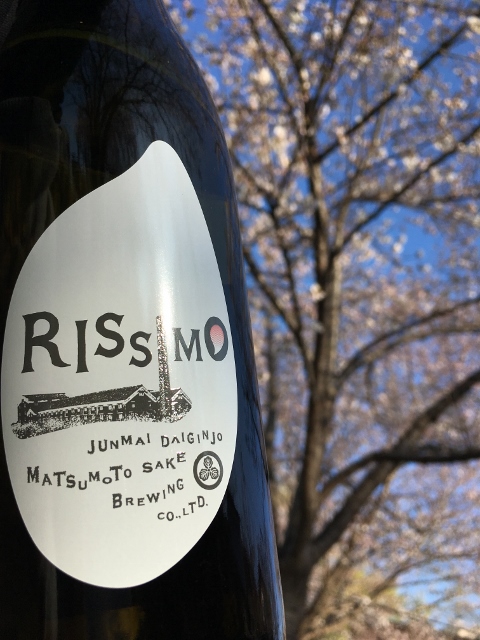 RISSIMO
JUNMAI DAIGINJO
MATSUMOTO SAKE
BREWING
CO.,LTD.